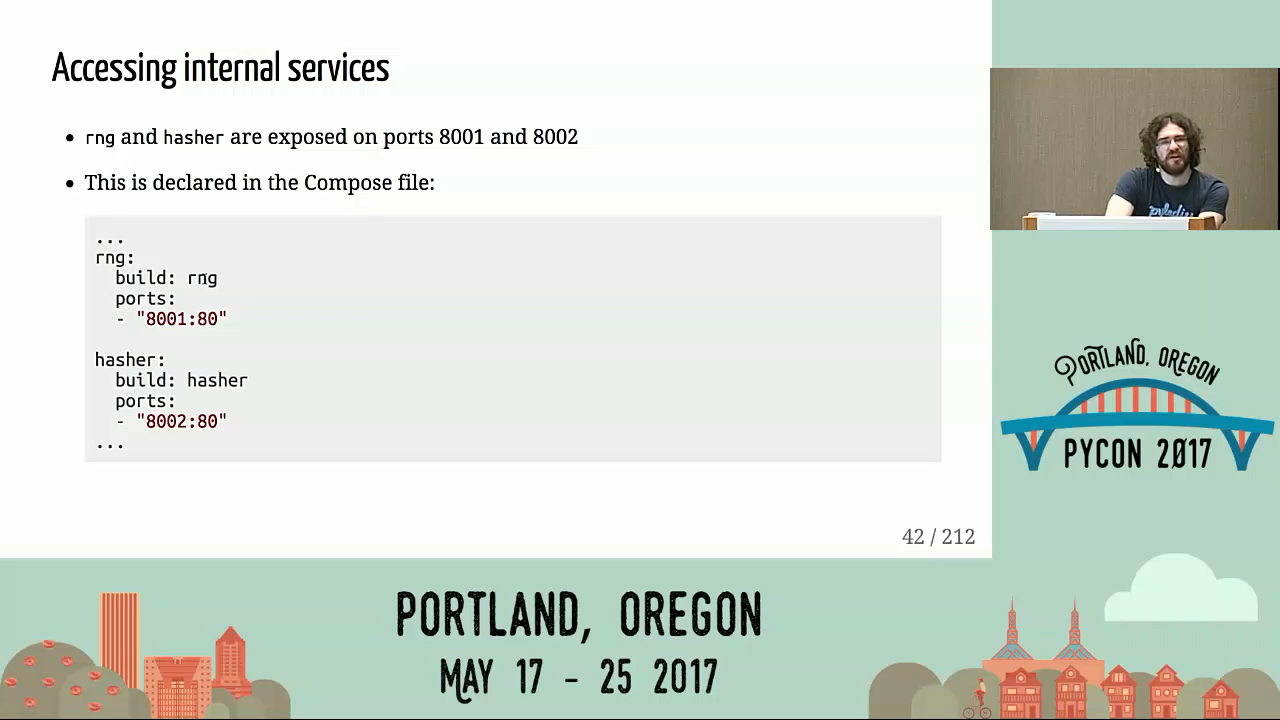 Accessing internal services
• rng and hasher are exposed on ports 8001 and 8002
• This is declared in the Compose file:
...
rng:
  build: rng
  ports:
  - "8001:80"
hasher:
  build: hasher
  ports:
  - "8002:80"
...
42 / 212
PORTLAND, OREGON
PYCON 2017
PORTLAND, OREGON
MAY 17 - 25 2017